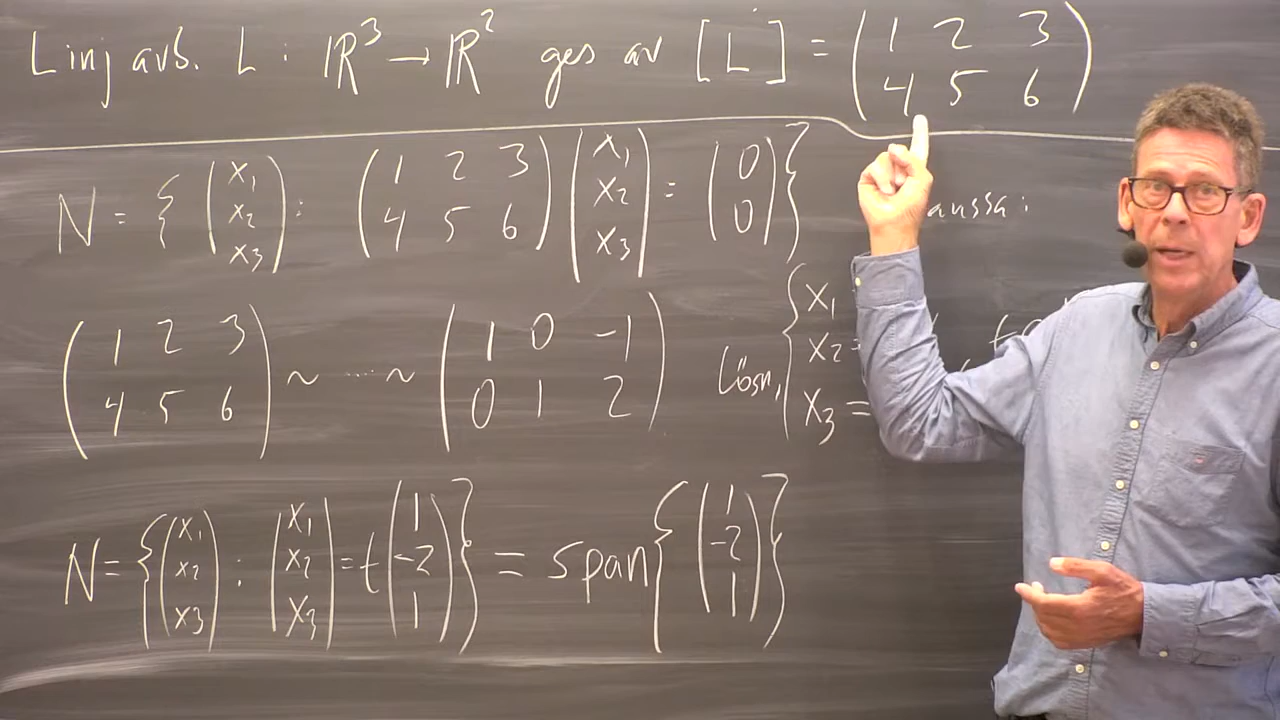 Linj avb. L : ℝ³ → ℝ² ges av [L] = (1 2 3; 4 5 6)
N = { (x₁; x₂; x₃) : (1 2 3; 4 5 6) (x₁; x₂; x₃) = (0; 0) }
(1 2 3; 4 5 6) ~ ... ~ (1 0 -1; 0 1 2) Lösn, { x₁ x₂ = x₃ =
N = { (x₁; x₂; x₃) : (x₁; x₂; x₃) = t (1; -2; 1) } = span { (1; -2; 1) }